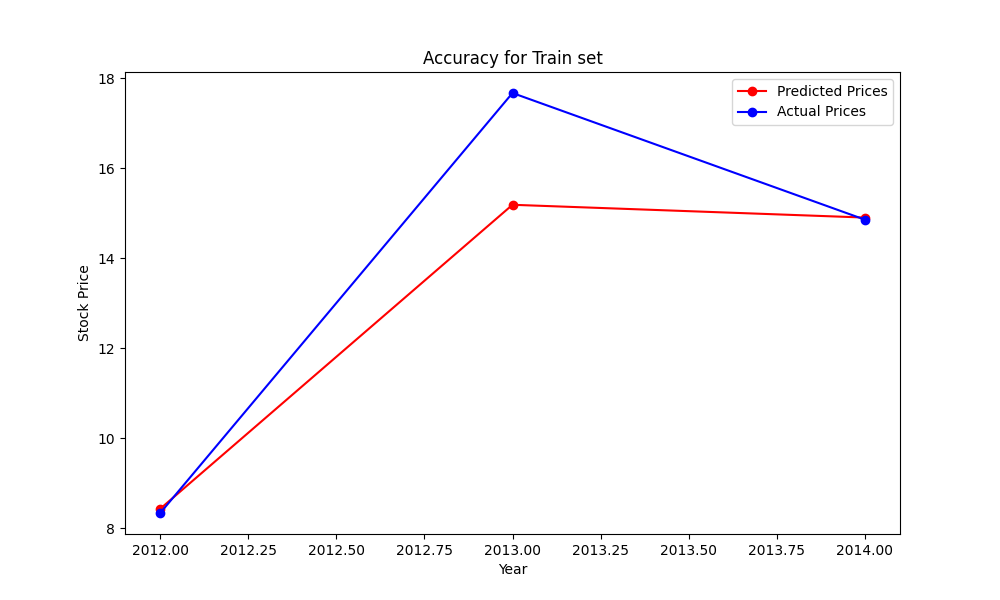 Accuracy for Train set
Predicted Prices
Actual Prices
18
16
14
12
10
8
Stock Price
2012.00 2012.25 2012.50 2012.75 2013.00 2013.25 2013.50 2013.75 2014.00
Year